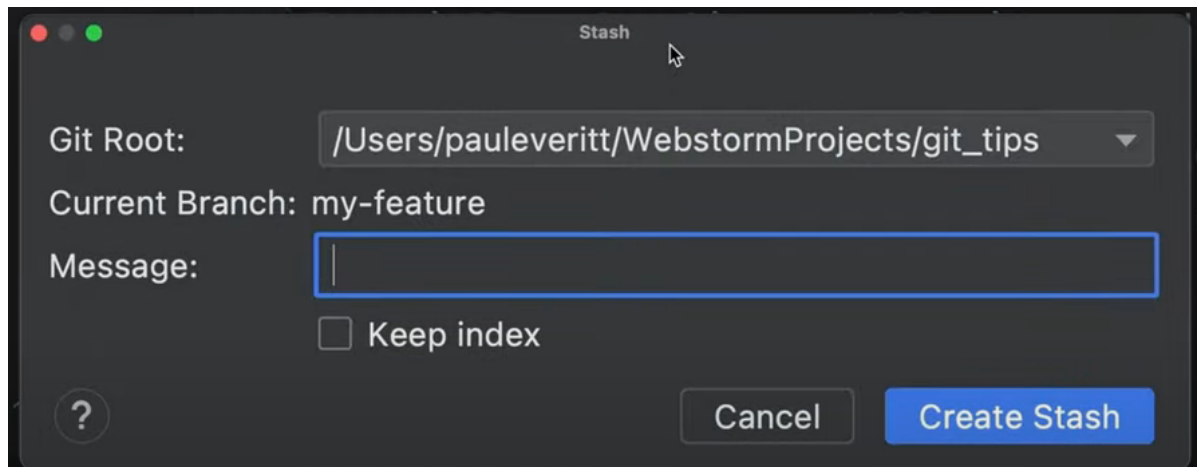 Stash
Git Root: /Users/pauleveritt/WebstormProjects/git_tips
Current Branch: my-feature
Message:
Keep index
? Cancel Create Stash